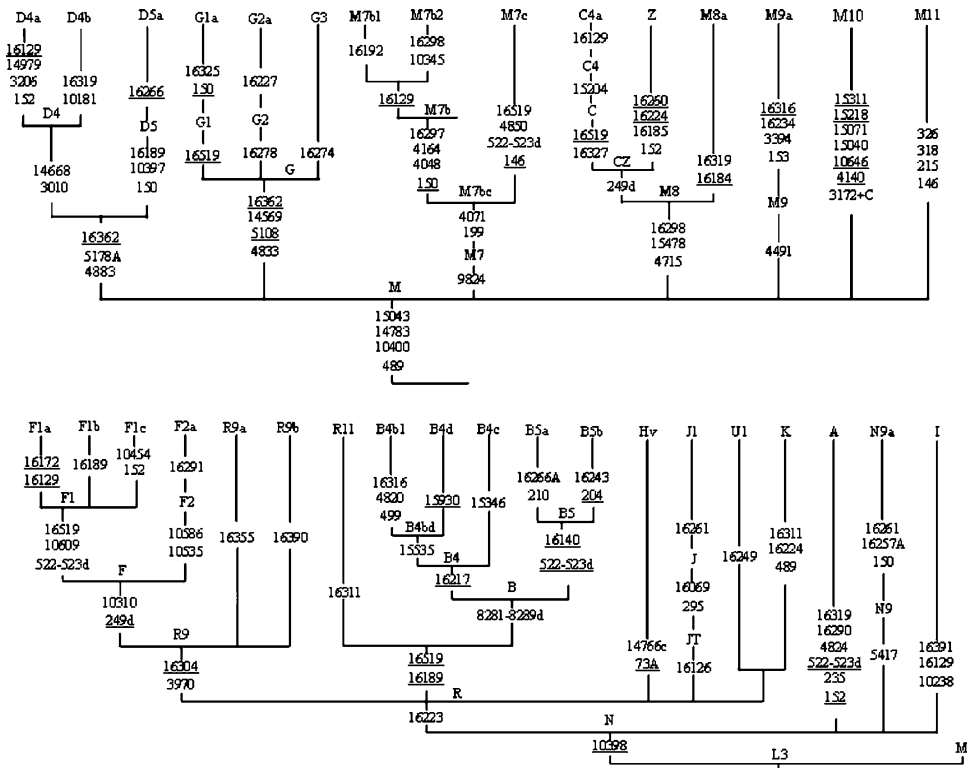 D4a D4b D5a G1a G2a G3 M7b1 M7b2 M7c C4a Z M8a M9a M10 M11
16129
14979
3206
152
16319
10181
D4
14668
3010
16266
D5
16189
10397
150
16362
5178A
4883
16325
150
G1
16519
16227
G2
16278
16274
G
16362
14569
5108
4833
16192
16298
10345
16129
M7b
16297
4164
4048
150
16519
4850
522-523d
146
M7bc
4071
199
M7
9824
16129
C4
15204
C
16519
16327
16260
16224
16185
152
CZ
249d
16319
16184
M8
16298
15478
4715
16316
16234
3394
153
M9
4491
15311
15218
15071
15040
10646
4140
3172+C
326
318
215
146
M
15043
14783
10400
489
F1a F1b F1c F2a R9a R9b R11 B4b1 B4d B4c B5a B5b Hv J1 U1 K A N9a I
16172
16129
16189
10454
152
F1
16519
10609
522-523d
16291
F2
10586
10535
F
10310
249d
16355
16390
R9
16304
3970
16311
16316
4820
499
15930
B4bd
15535
15346
B4
16217
16266A
210
16243
204
B5
16140
522-523d
B
8281-8289d
16519
16189
14766c
73A
16261
J
16069
295
JT
16126
16249
16311
16224
489
R
16223
16319
16290
4824
522-523d
235
152
16261
16257A
150
N9
5417
16391
16129
10238
N
10398
L3
M